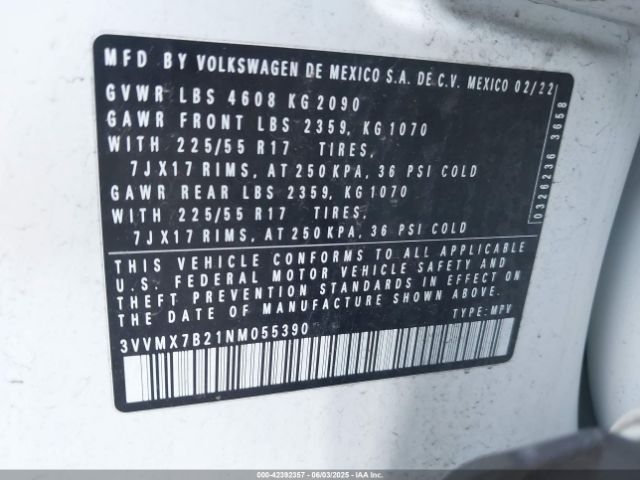 MFD BY VOLKSWAGEN DE MEXICO S.A. DE C.V. MEXICO 02/22
GVWR LBS 4608 KG 2090
GAWR FRONT LBS 2359, KG 1070
WITH 225/55 R17 TIRES,
7JX17 RIMS, AT 250 KPA, 36 PSI COLD
GAWR REAR LBS 2359, KG 1070
WITH 225/55 R17 TIRES,
7JX17 RIMS, AT 250 KPA, 36 PSI COLD
0326236 3658
THIS VEHICLE CONFORMS TO ALL APPLICABLE
U.S. FEDERAL MOTOR VEHICLE SAFETY AND
THEFT PREVENTION STANDARDS IN EFFECT ON
THE DATE OF MANUFACTURE SHOWN ABOVE.
3VVMX7B21NM055390 TYPE: MPV
000-42392357 - 06/03/2025 - IAAI.COM